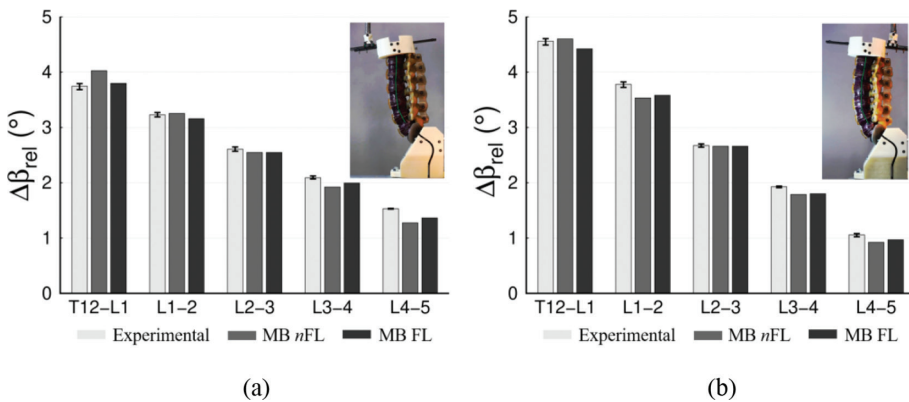 5
4
3
2
1
0
Δβrel (°)
T12–L1 L1–2 L2–3 L3–4 L4–5
Experimental MB nFL MB FL
(a)
5
4
3
2
1
0
Δβrel (°)
T12–L1 L1–2 L2–3 L3–4 L4–5
Experimental MB nFL MB FL
(b)